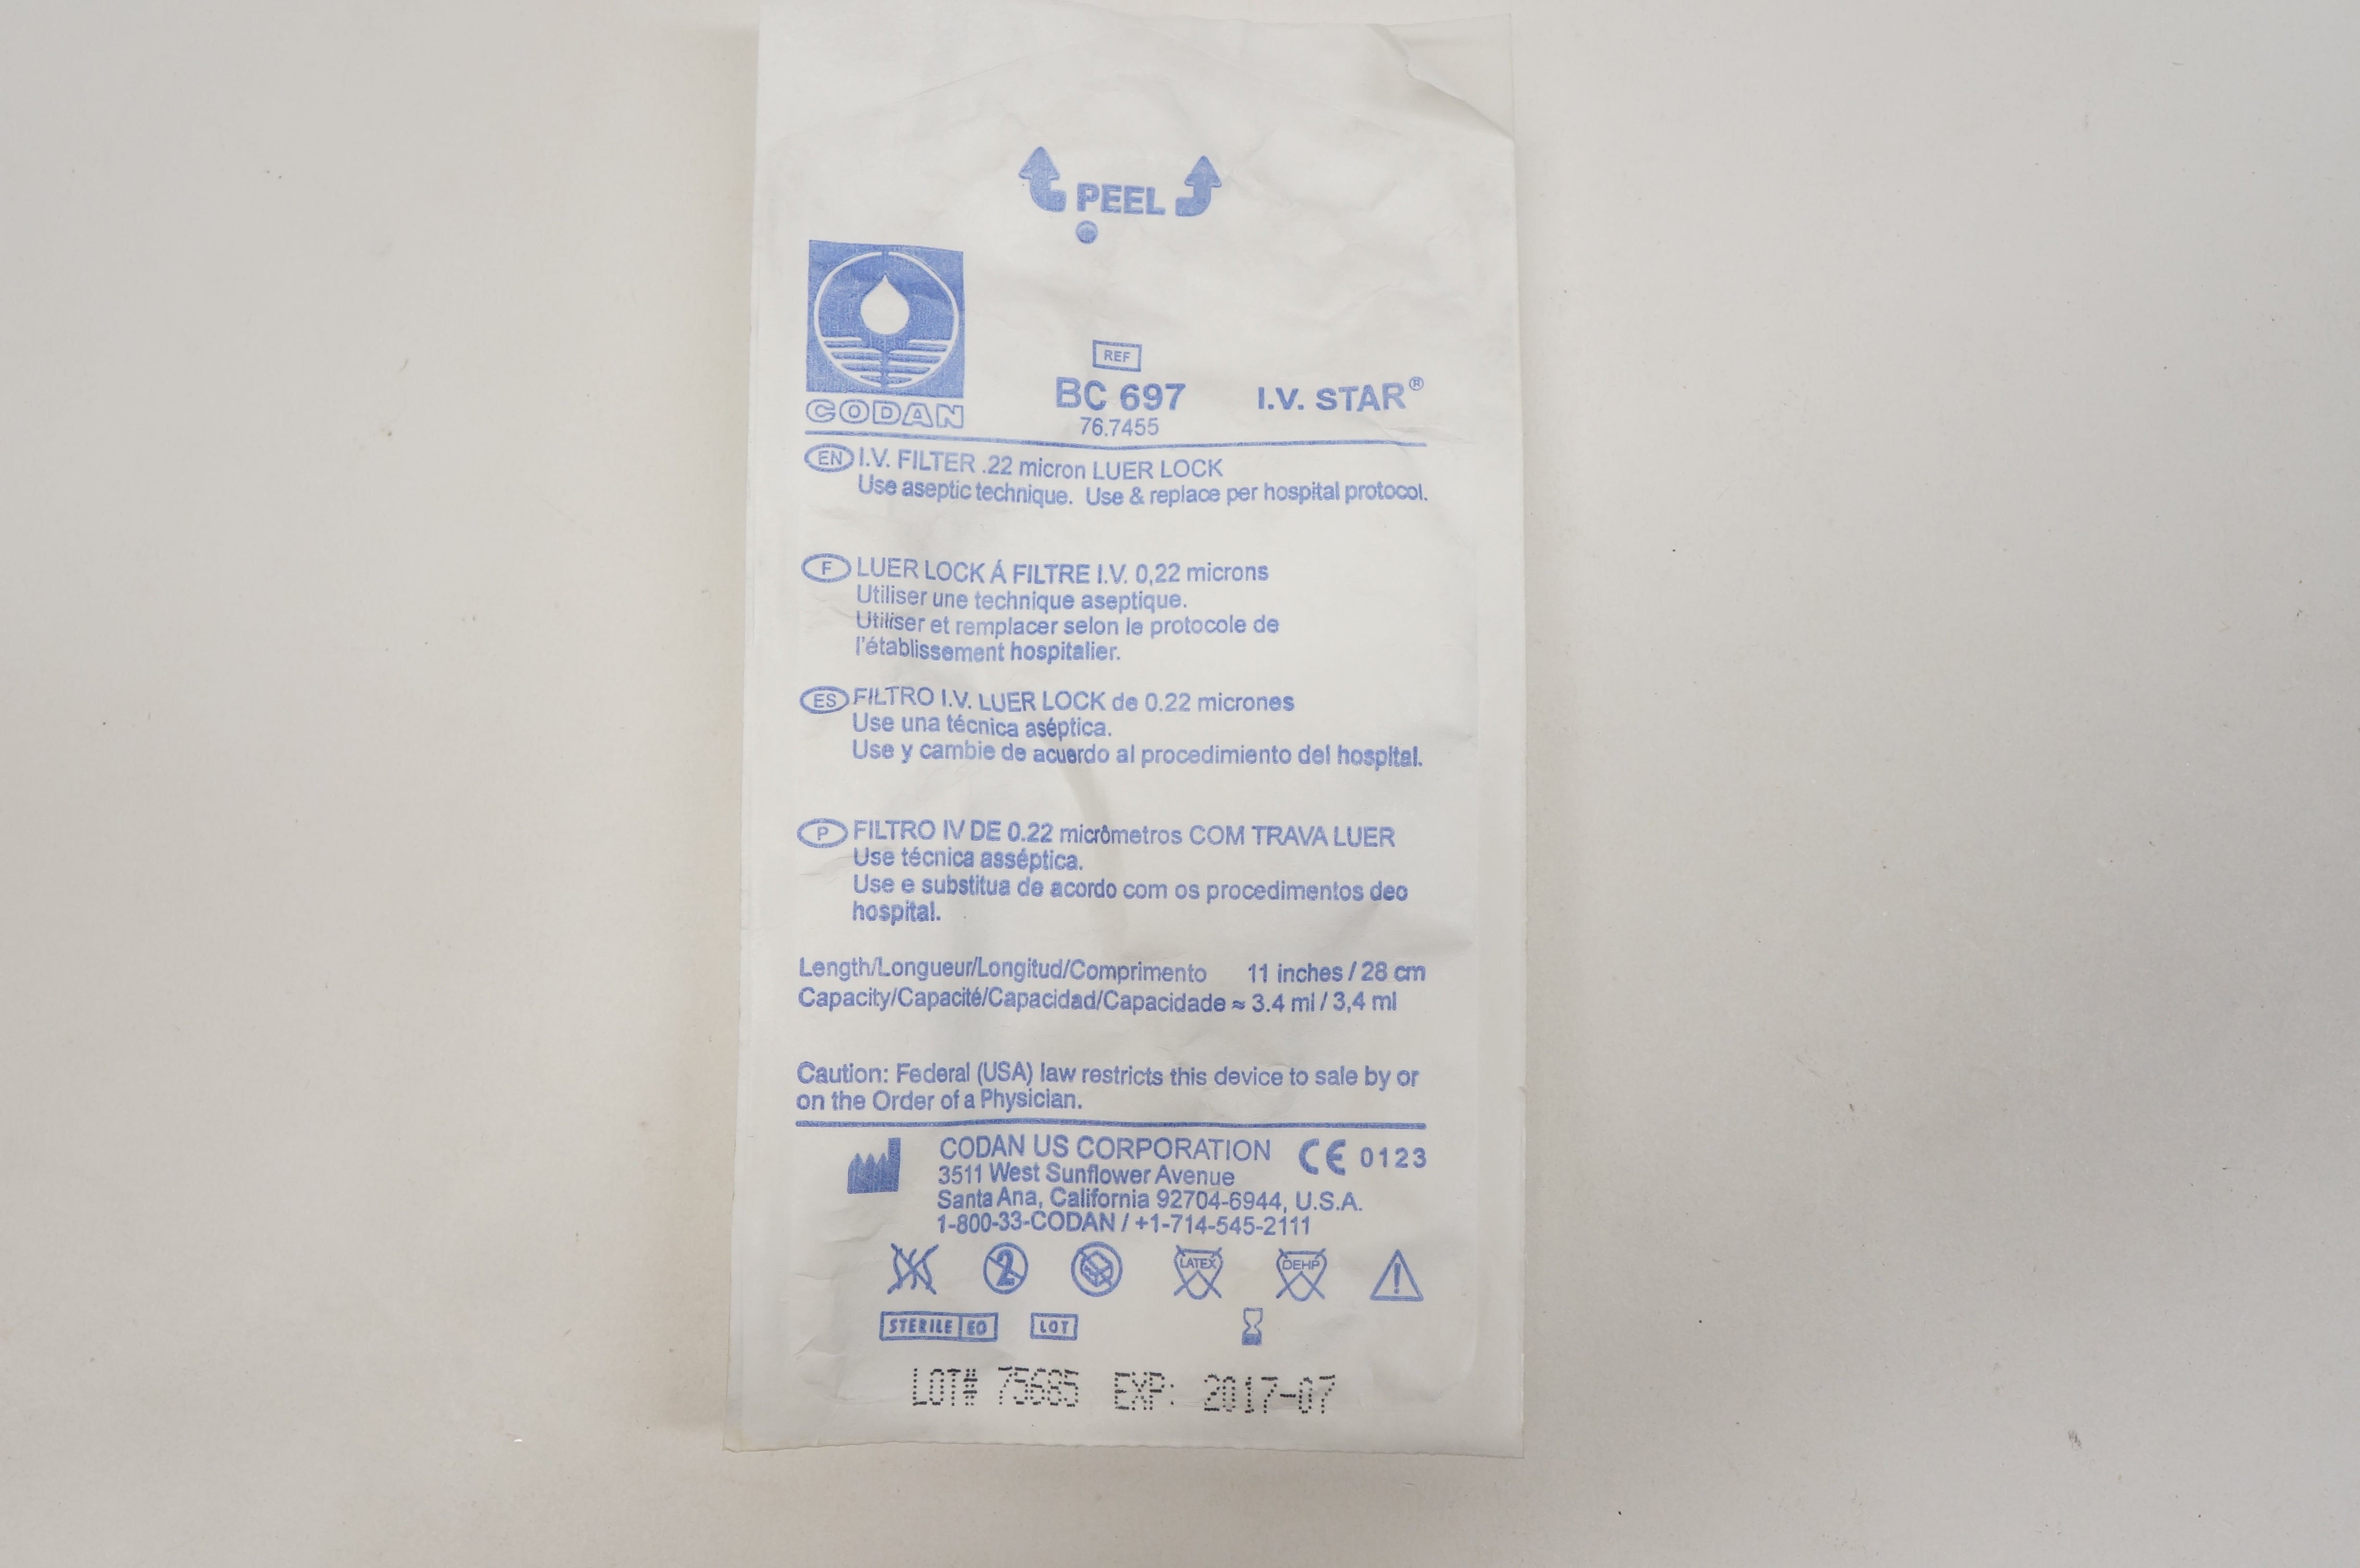 PEEL
CODAN
REF
BC 697 I.V. STAR®
76.7455
EN I.V. FILTER .22 micron LUER LOCK
Use aseptic technique. Use & replace per hospital protocol.
F LUER LOCK Á FILTRE I.V. 0,22 microns
Utiliser une technique aseptique.
Utiliser et remplacer selon le protocole de
l'établissement hospitalier.
ES FILTRO I.V. LUER LOCK de 0.22 micrones
Use una técnica aséptica.
Use y cambie de acuerdo al procedimiento del hospital.
P FILTRO IV DE 0.22 micrômetros COM TRAVA LUER
Use técnica asséptica.
Use e substitua de acordo com os procedimentos deo
hospital.
Length/Longueur/Longitud/Comprimento 11 inches / 28 cm
Capacity/Capacité/Capacidad/Capacidade ≈ 3.4 ml / 3,4 ml
Caution: Federal (USA) law restricts this device to sale by or
on the Order of a Physician.
CODAN US CORPORATION CE 0123
3511 West Sunflower Avenue
Santa Ana, California 92704-6944, U.S.A.
1-800-33-CODAN / +1-714-545-2111
2 LATEX DEHP !
STERILE EO LOT
LOT# 75685 EXP: 2017-07